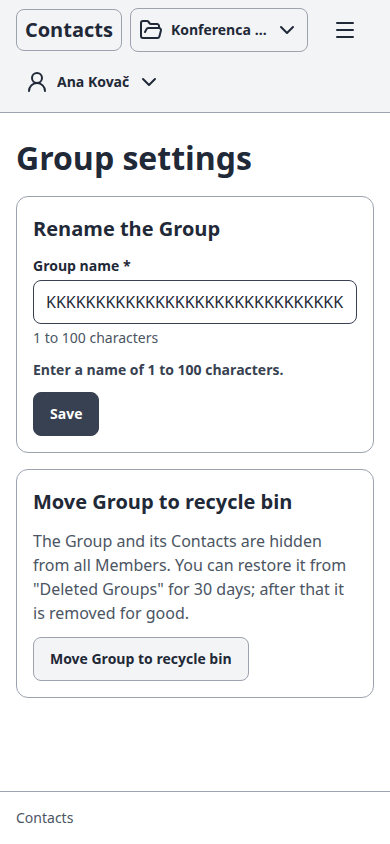 Contacts
Konferenca ...
Ana Kovač
Group settings
Rename the Group
Group name *
KKKKKKKKKKKKKKKKKKKKKKKKKKKKKK
1 to 100 characters
Enter a name of 1 to 100 characters.
Save
Move Group to recycle bin
The Group and its Contacts are hidden
from all Members. You can restore it from
"Deleted Groups" for 30 days; after that it
is removed for good.
Move Group to recycle bin
Contacts